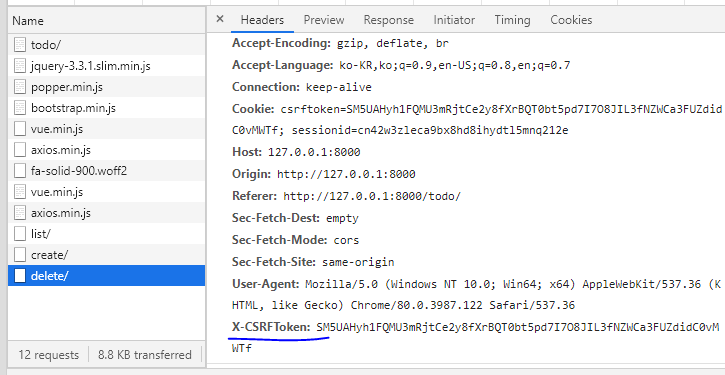 Name
todo/
jquery-3.3.1.slim.min.js
popper.min.js
bootstrap.min.js
vue.min.js
axios.min.js
fa-solid-900.woff2
vue.min.js
axios.min.js
list/
create/
delete/
12 requests 8.8 KB transferred
× Headers Preview Response Initiator Timing Cookies
Accept-Encoding: gzip, deflate, br
Accept-Language: ko-KR,ko;q=0.9,en-US;q=0.8,en;q=0.7
Connection: keep-alive
Cookie: csrftoken=SM5UAHyh1FQMU3mRjtCe2y8fXrBQT0bt5pd7I7O8JIL3fNZWCa3FUZdid
C0vMWTf; sessionid=cn42w3zleca9bx8hd8ihydtl5mnq212e
Host: 127.0.0.1:8000
Origin: http://127.0.0.1:8000
Referer: http://127.0.0.1:8000/todo/
Sec-Fetch-Dest: empty
Sec-Fetch-Mode: cors
Sec-Fetch-Site: same-origin
User-Agent: Mozilla/5.0 (Windows NT 10.0; Win64; x64) AppleWebKit/537.36 (K
HTML, like Gecko) Chrome/80.0.3987.122 Safari/537.36
X-CSRFToken: SM5UAHyh1FQMU3mRjtCe2y8fXrBQT0bt5pd7I7O8JIL3fNZWCa3FUZdidC0vM
WTf